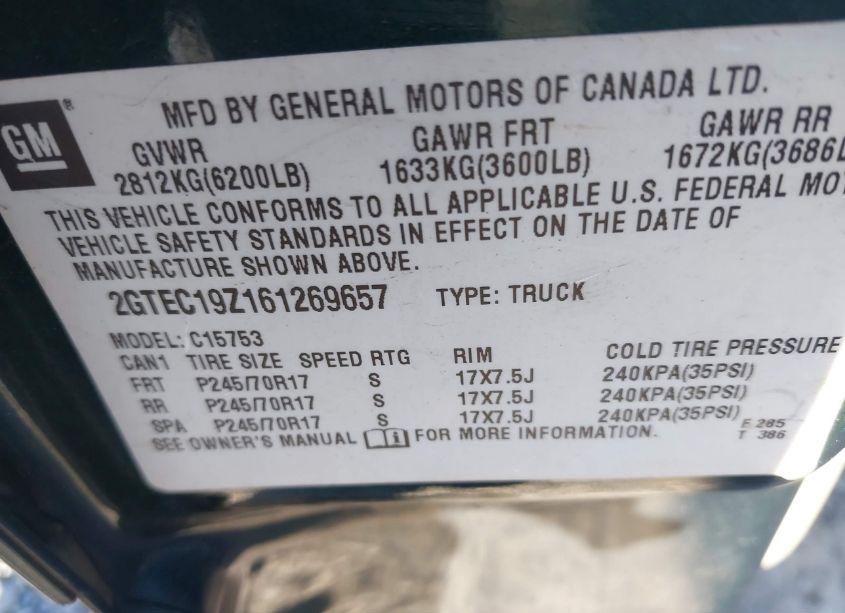 GM ®
MFD BY GENERAL MOTORS OF CANADA LTD.
GVWR GAWR FRT GAWR RR
2812KG(6200LB) 1633KG(3600LB) 1672KG(3686L
THIS VEHICLE CONFORMS TO ALL APPLICABLE U.S. FEDERAL MOT
VEHICLE SAFETY STANDARDS IN EFFECT ON THE DATE OF
MANUFACTURE SHOWN ABOVE.
2GTEC19Z161269657 TYPE: TRUCK
MODEL: C15753
CAN1 TIRE SIZE SPEED RTG RIM COLD TIRE PRESSURE
FRT P245/70R17 S 17X7.5J 240KPA(35PSI)
RR P245/70R17 S 17X7.5J 240KPA(35PSI)
SPA P245/70R17 S 17X7.5J 240KPA(35PSI)
SEE OWNER'S MANUAL FOR MORE INFORMATION.
E 285
T 386